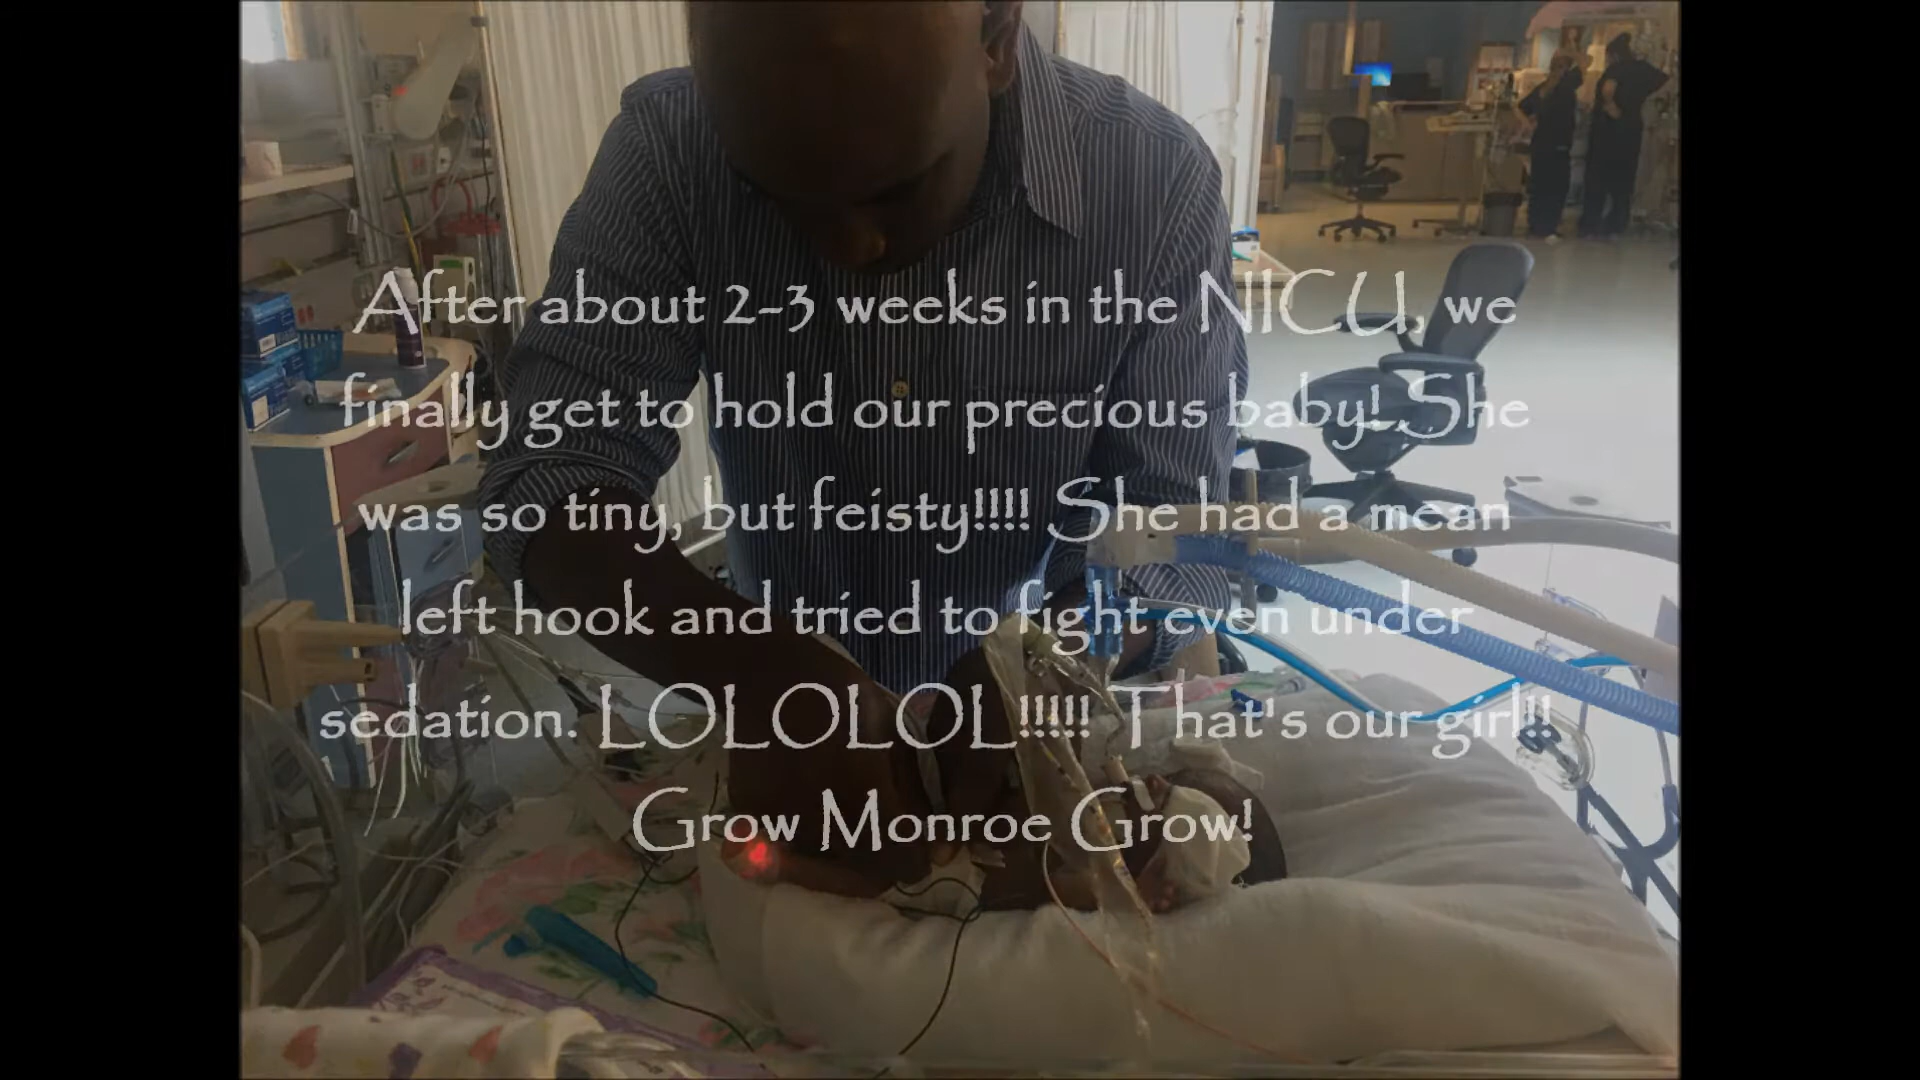 After about 2-3 weeks in the NICU, we
finally get to hold our precious baby! She
was so tiny, but feisty!!!! She had a mean
left hook and tried to fight even under
sedation. LOLOLOL!!!!! That's our girl!!
Grow Monroe Grow!